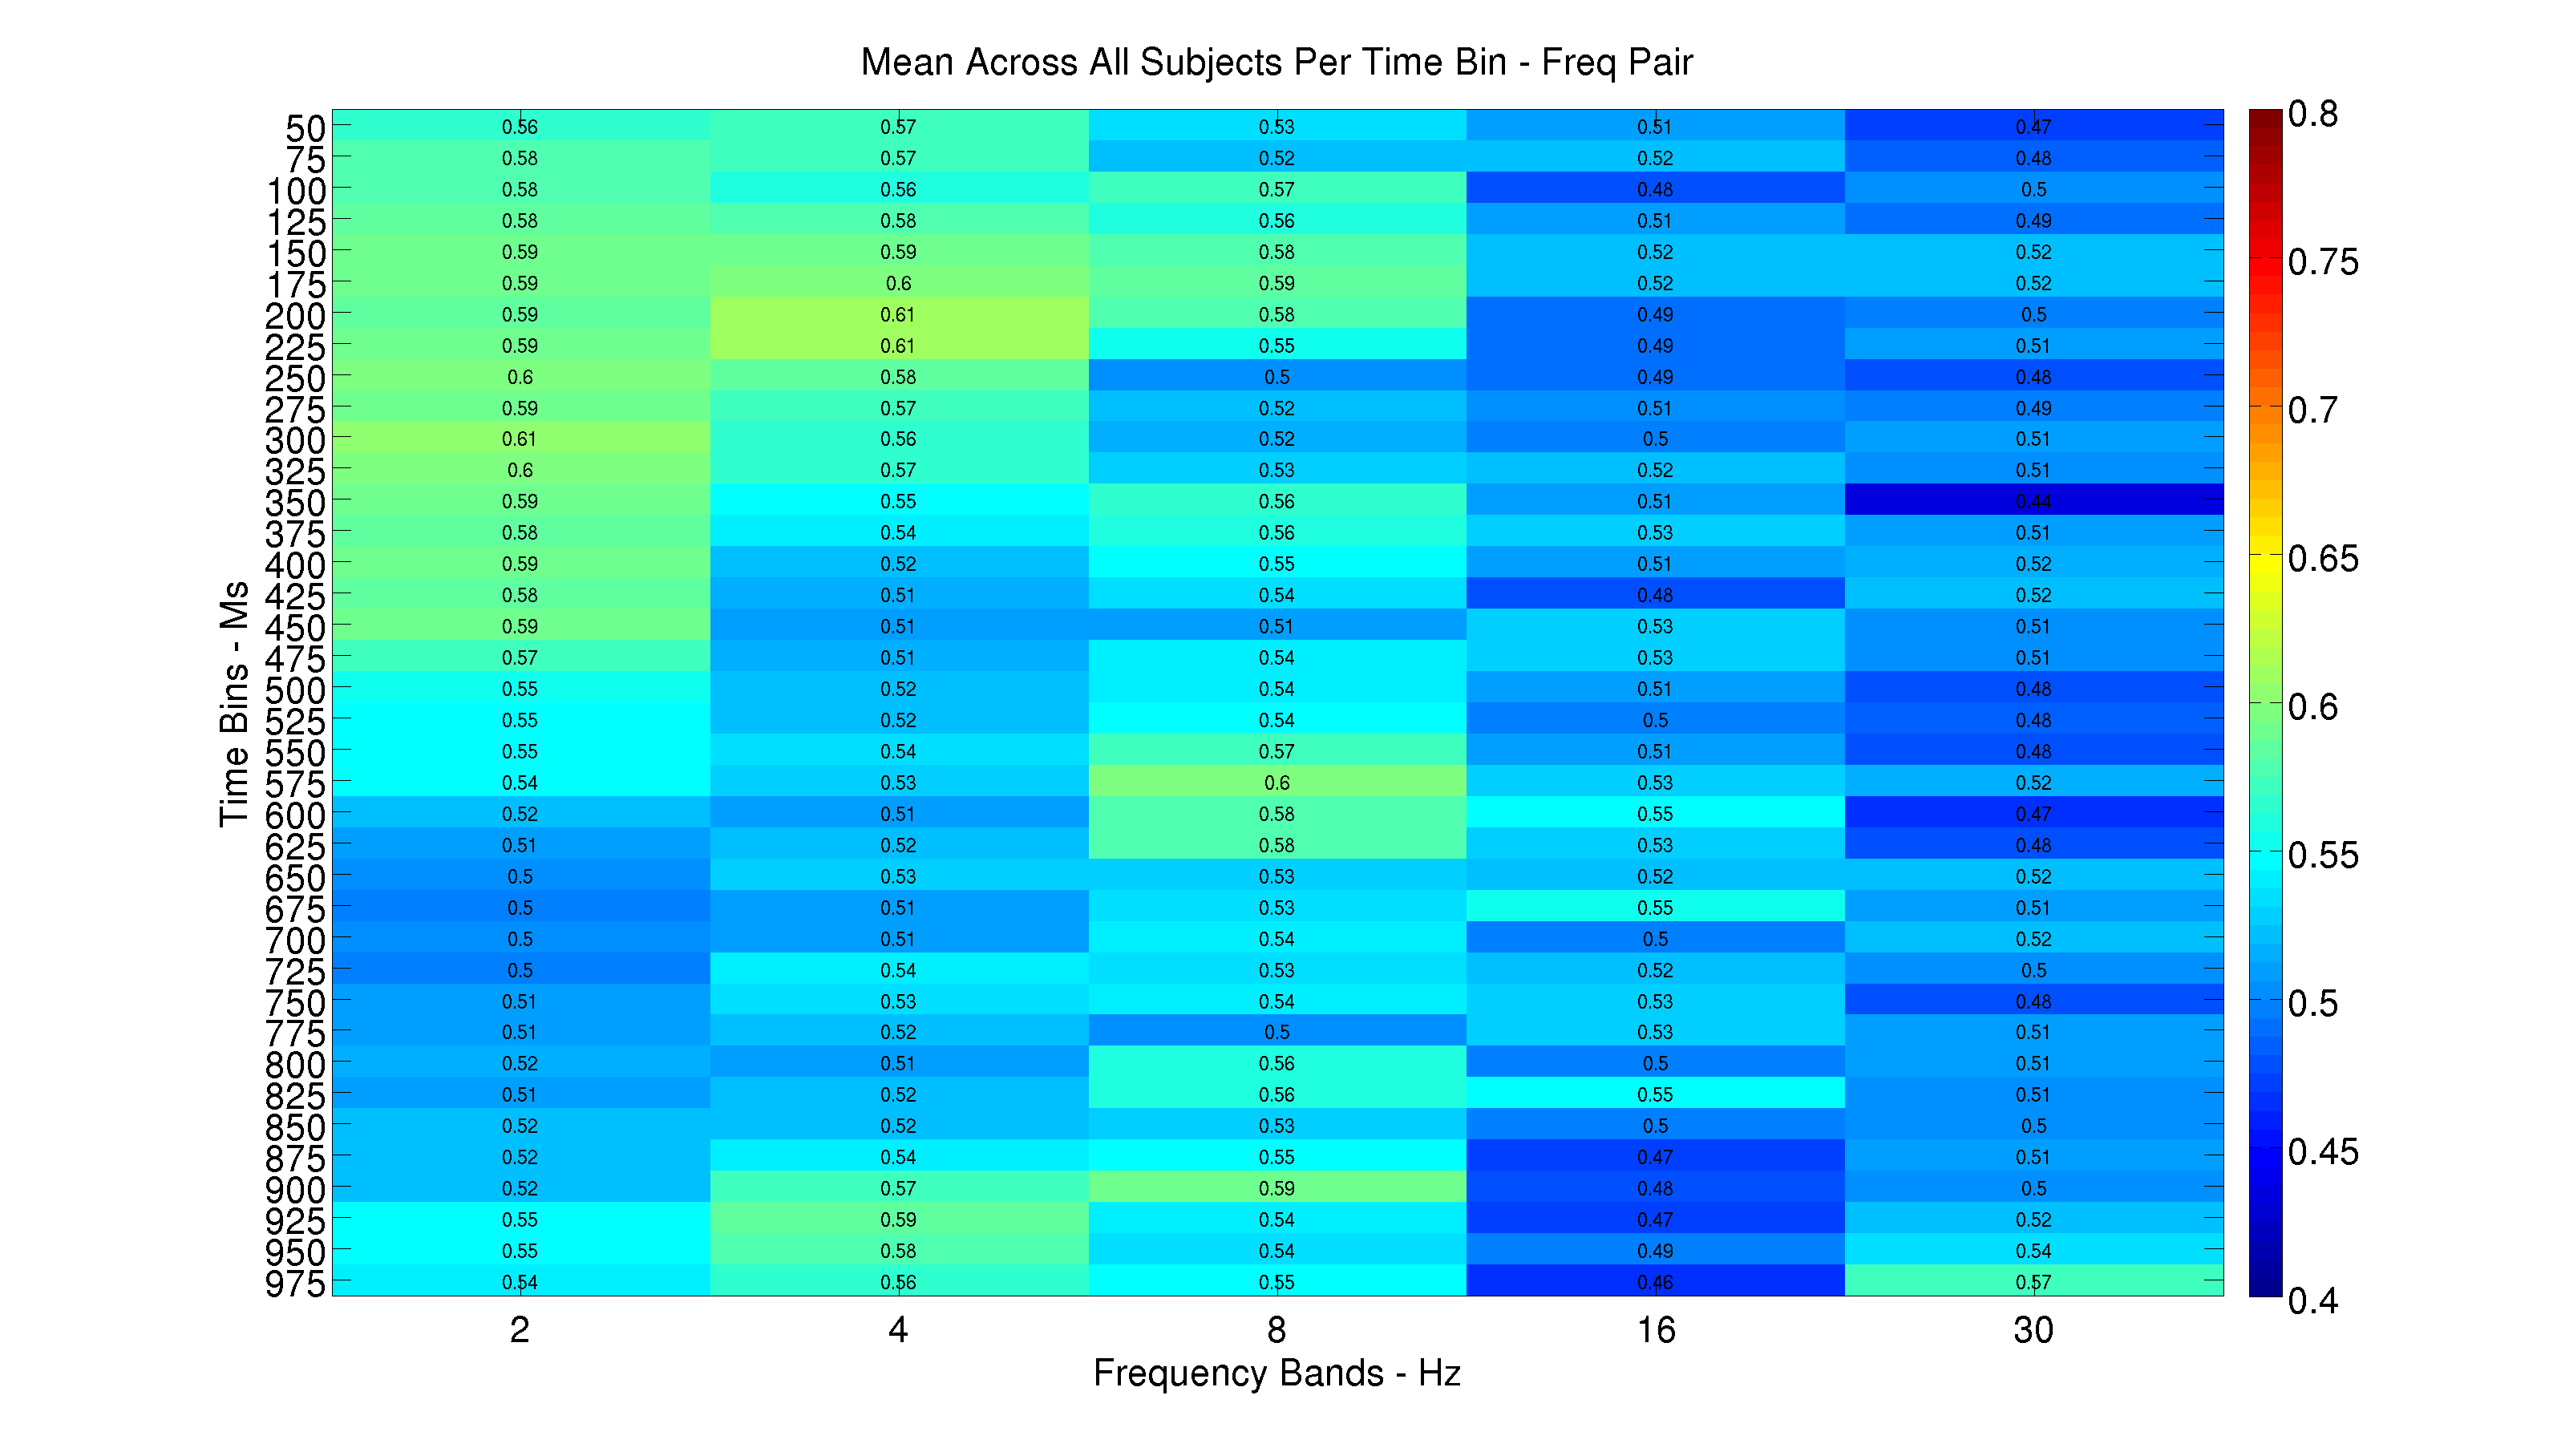 Mean Across All Subjects Per Time Bin - Freq Pair
50 0.56 0.57 0.53 0.51 0.47
75 0.58 0.57 0.52 0.52 0.48
100 0.58 0.56 0.57 0.48 0.5
125 0.58 0.58 0.56 0.51 0.49
150 0.59 0.59 0.58 0.52 0.52
175 0.59 0.6 0.59 0.52 0.52
200 0.59 0.61 0.58 0.49 0.5
225 0.59 0.61 0.55 0.49 0.51
250 0.6 0.58 0.5 0.49 0.48
275 0.59 0.57 0.52 0.51 0.49
300 0.61 0.56 0.52 0.5 0.51
325 0.6 0.57 0.53 0.52 0.51
350 0.59 0.55 0.56 0.51 0.44
375 0.58 0.54 0.56 0.53 0.51
400 0.59 0.52 0.55 0.51 0.52
425 0.58 0.51 0.54 0.48 0.52
450 0.59 0.51 0.51 0.53 0.51
475 0.57 0.51 0.54 0.53 0.51
500 0.55 0.52 0.54 0.51 0.48
525 0.55 0.52 0.54 0.5 0.48
550 0.55 0.54 0.57 0.51 0.48
575 0.54 0.53 0.6 0.53 0.52
600 0.52 0.51 0.58 0.55 0.47
625 0.51 0.52 0.58 0.53 0.48
650 0.5 0.53 0.53 0.52 0.52
675 0.5 0.51 0.53 0.55 0.51
700 0.5 0.51 0.54 0.5 0.52
725 0.5 0.54 0.53 0.52 0.5
750 0.51 0.53 0.54 0.53 0.48
775 0.51 0.52 0.5 0.53 0.51
800 0.52 0.51 0.56 0.5 0.51
825 0.51 0.52 0.56 0.55 0.51
850 0.52 0.52 0.53 0.5 0.5
875 0.52 0.54 0.55 0.47 0.51
900 0.52 0.57 0.59 0.48 0.5
925 0.55 0.59 0.54 0.47 0.52
950 0.55 0.58 0.54 0.49 0.54
975 0.54 0.56 0.55 0.46 0.57
2 4 8 16 30
Frequency Bands - Hz
Time Bins - Ms
0.8
0.75
0.7
0.65
0.6
0.55
0.5
0.45
0.4